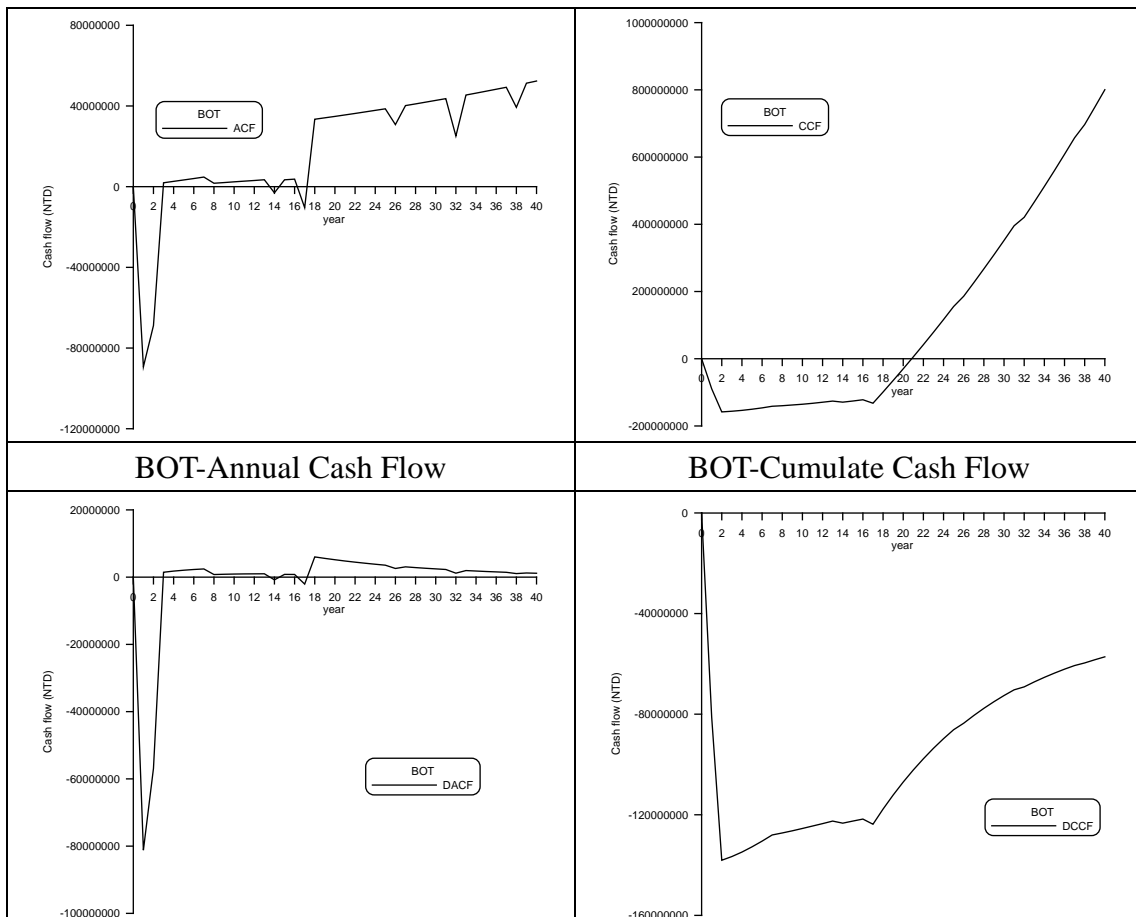 80000000
40000000
0
-40000000
-80000000
-120000000
Cash flow (NTD)
BOT
ACF
0 2 4 6 8 10 12 14 16 18 20 22 24 26 28 30 32 34 36 38 40
year
1000000000
800000000
600000000
400000000
200000000
0
-200000000
Cash flow (NTD)
BOT
CCF
0 2 4 6 8 10 12 14 16 18 20 22 24 26 28 30 32 34 36 38 40
year
BOT-Annual Cash Flow
BOT-Cumulate Cash Flow
20000000
0
-20000000
-40000000
-60000000
-80000000
-100000000
Cash flow (NTD)
0 2 4 6 8 10 12 14 16 18 20 22 24 26 28 30 32 34 36 38 40
year
BOT
DACF
0
-40000000
-80000000
-120000000
-160000000
Cash flow (NTD)
0 2 4 6 8 10 12 14 16 18 20 22 24 26 28 30 32 34 36 38 40
year
BOT
DCCF